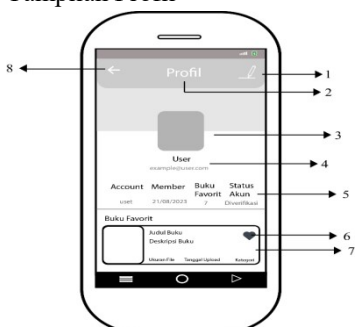 Tampilan Profil
8
Profil
1
2
3
User
example@user.com
4
Account Member Buku Favorit Status Akun
user 21/08/2023 7 Diverifikasi
5
Buku Favorit
Judul Buku
Deskripsi Buku
6
7
Ukuran File Tanggal Upload Kategori